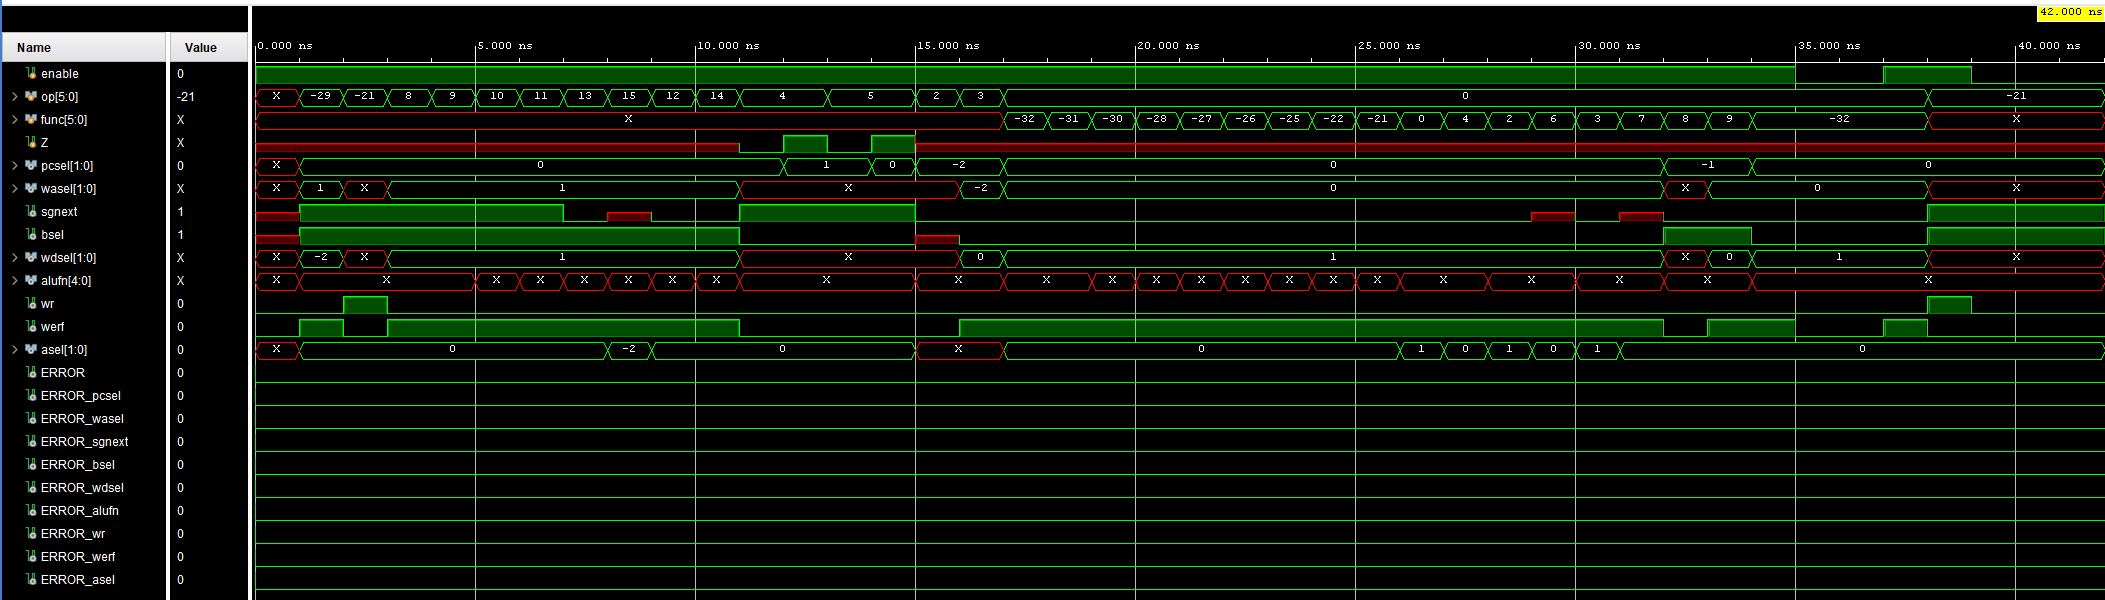 42.000 ns
Name Value 0.000 ns 5.000 ns 10.000 ns 15.000 ns 20.000 ns 25.000 ns 30.000 ns 35.000 ns 40.000 ns
enable 0
op[5:0] -21 X -29 -21 8 9 10 11 13 15 12 14 4 5 2 3 0 -21
func[5:0] X X -32 -31 -30 -28 -27 -26 -25 -22 -21 0 4 2 6 3 7 8 9 -32 X
Z X
pcsel[1:0] 0 X 0 1 0 -2 0 -1 0
wasel[1:0] X X 1 X 1 X -2 0 X 0 X
sgnext 1
bsel 1
wdsel[1:0] X X -2 X 1 X 0 1 X 0 1 X
alufn[4:0] X X X X X X X X X X X X X X X X X X X X X X X X
wr 0
werf 0
asel[1:0] 0 X 0 -2 0 X 0 1 0 1 0 1 0
ERROR 0
ERROR_pcsel 0
ERROR_wasel 0
ERROR_sgnext 0
ERROR_bsel 0
ERROR_wdsel 0
ERROR_alufn 0
ERROR_wr 0
ERROR_werf 0
ERROR_asel 0